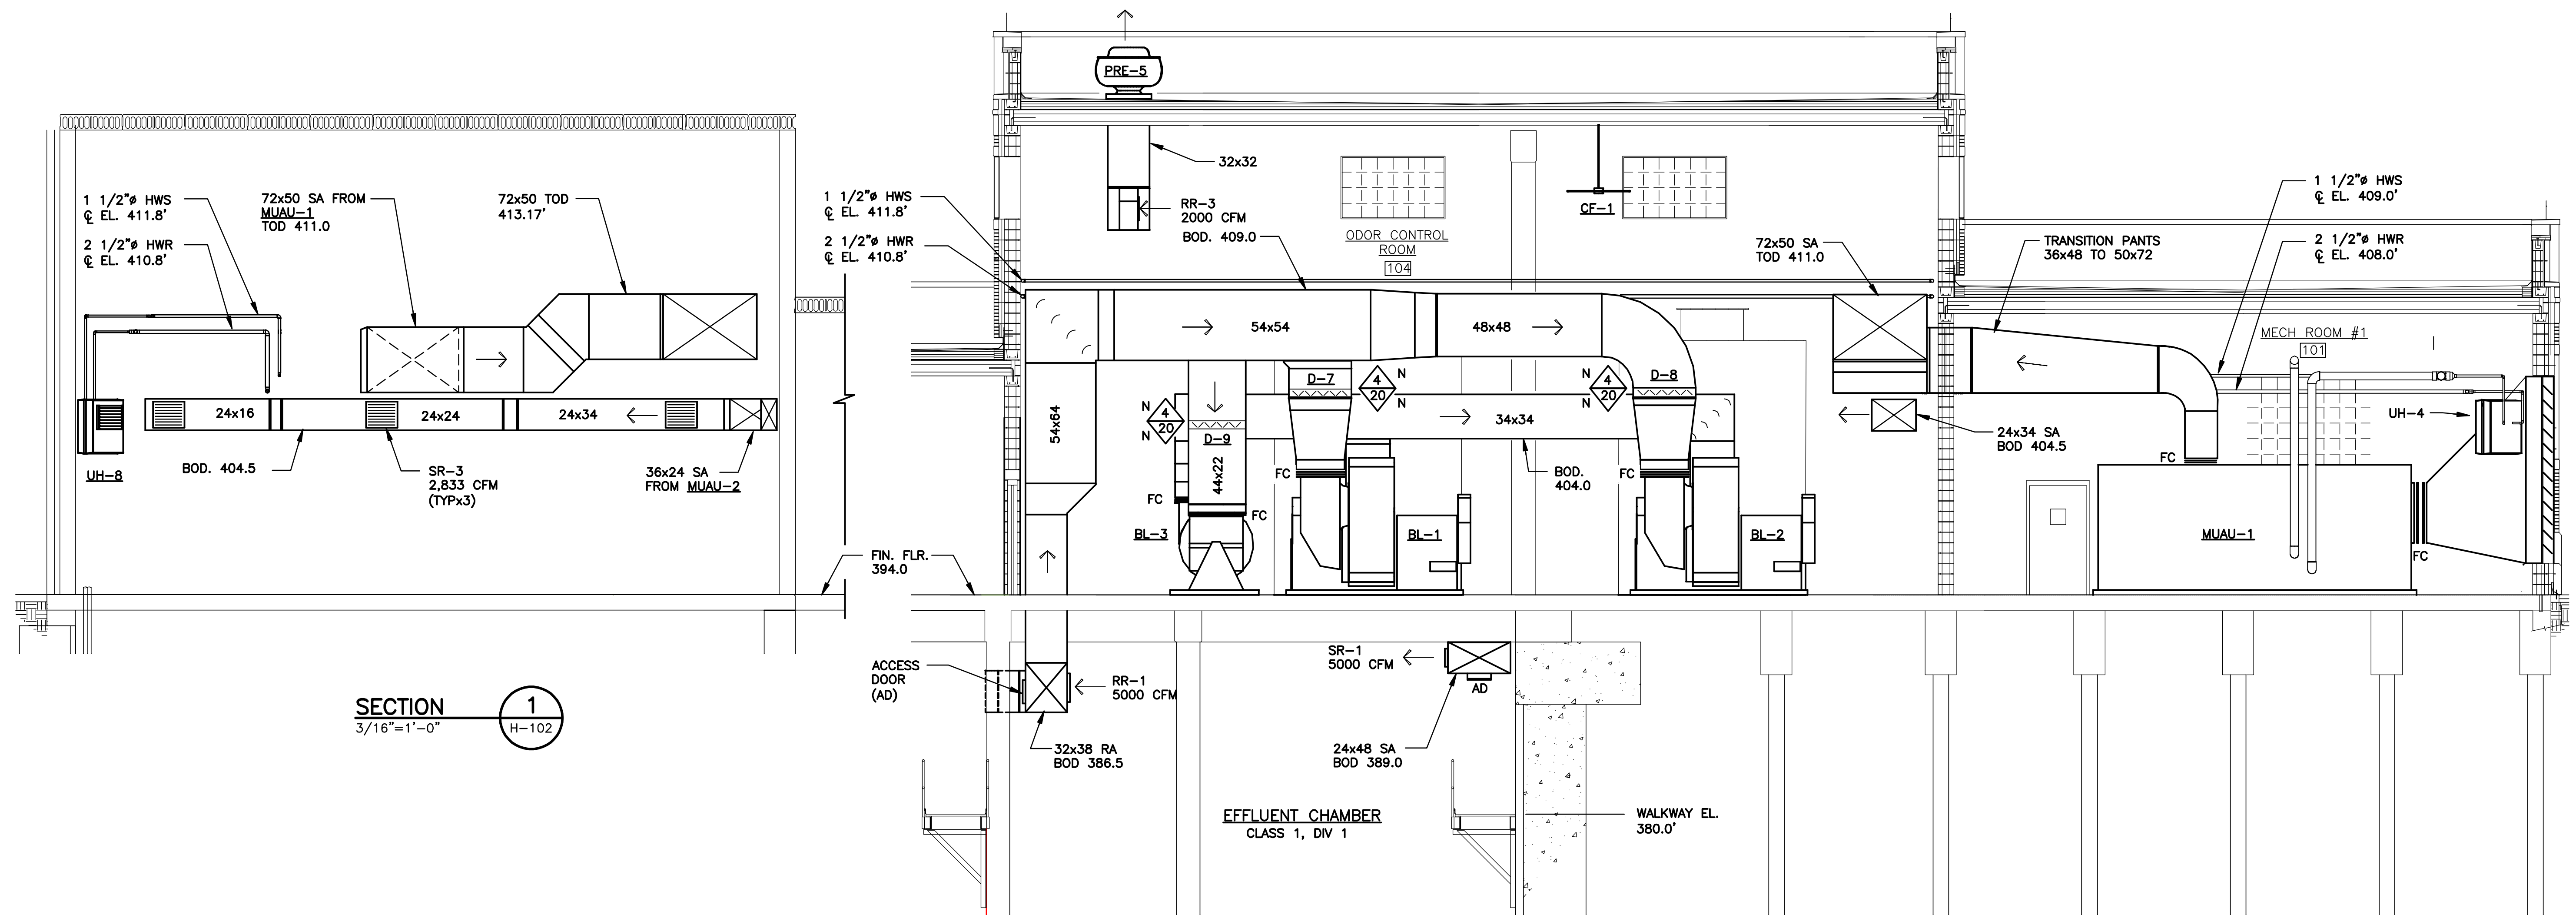 PRE-5
32x32
RR-3
2000 CFM
BOD. 409.0
ODOR CONTROL
ROOM
104
CF-1
1 1/2"ø HWS
℄ EL. 411.8'
2 1/2"ø HWR
℄ EL. 410.8'
72x50 SA FROM
MUAU-1
TOD 411.0
72x50 TOD
413.17'
1 1/2"ø HWS
℄ EL. 411.8'
2 1/2"ø HWR
℄ EL. 410.8'
72x50 SA
TOD 411.0
TRANSITION PANTS
36x48 TO 50x72
1 1/2"ø HWS
℄ EL. 409.0'
2 1/2"ø HWR
℄ EL. 408.0'
MECH ROOM #1
101
54x54
48x48
24x16
24x24
24x34
UH-8
BOD. 404.5
SR-3
2,833 CFM
(TYPx3)
36x24 SA
FROM MUAU-2
54x64
N
4
20
N
D-9
44x22
D-7
N
4
20
N
34x34
N
4
20
N
D-8
FC
FC
FC
FC
BL-3
BL-1
BL-2
BOD.
404.0
24x34 SA
BOD 404.5
UH-4
FC
MUAU-1
FC
FIN. FLR.
394.0
ACCESS
DOOR
(AD)
RR-1
5000 CFM
32x38 RA
BOD 386.5
SR-1
5000 CFM
AD
24x48 SA
BOD 389.0
EFFLUENT CHAMBER
CLASS 1, DIV 1
WALKWAY EL.
380.0'
SECTION
3/16"=1'-0"
1
H-102